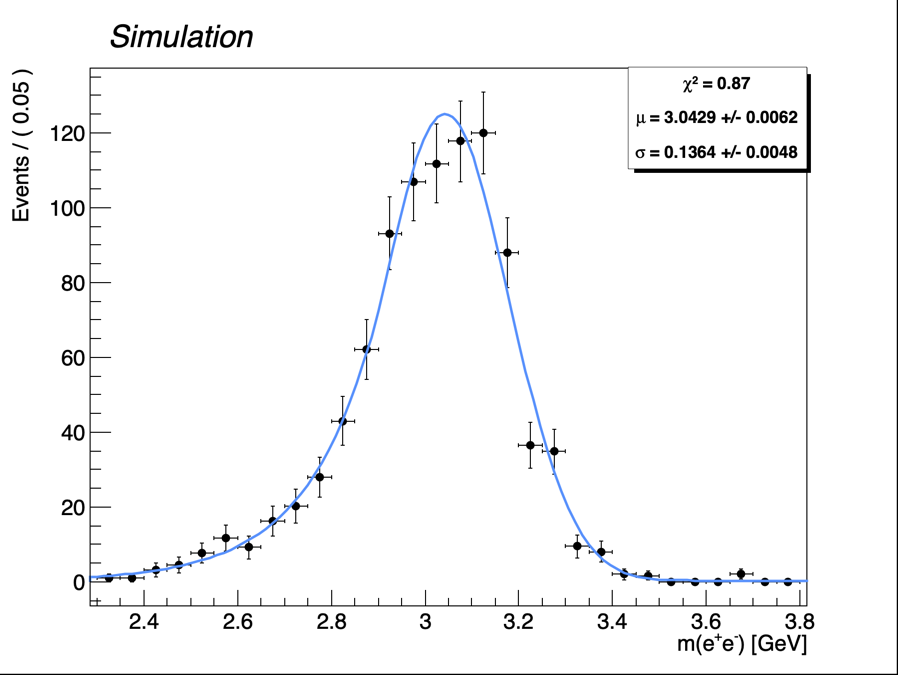 Simulation
Events / ( 0.05 )
χ² = 0.87
μ = 3.0429 +/- 0.0062
σ = 0.1364 +/- 0.0048
120
100
80
60
40
20
0
2.4 2.6 2.8 3 3.2 3.4 3.6 3.8
m(e⁺e⁻) [GeV]